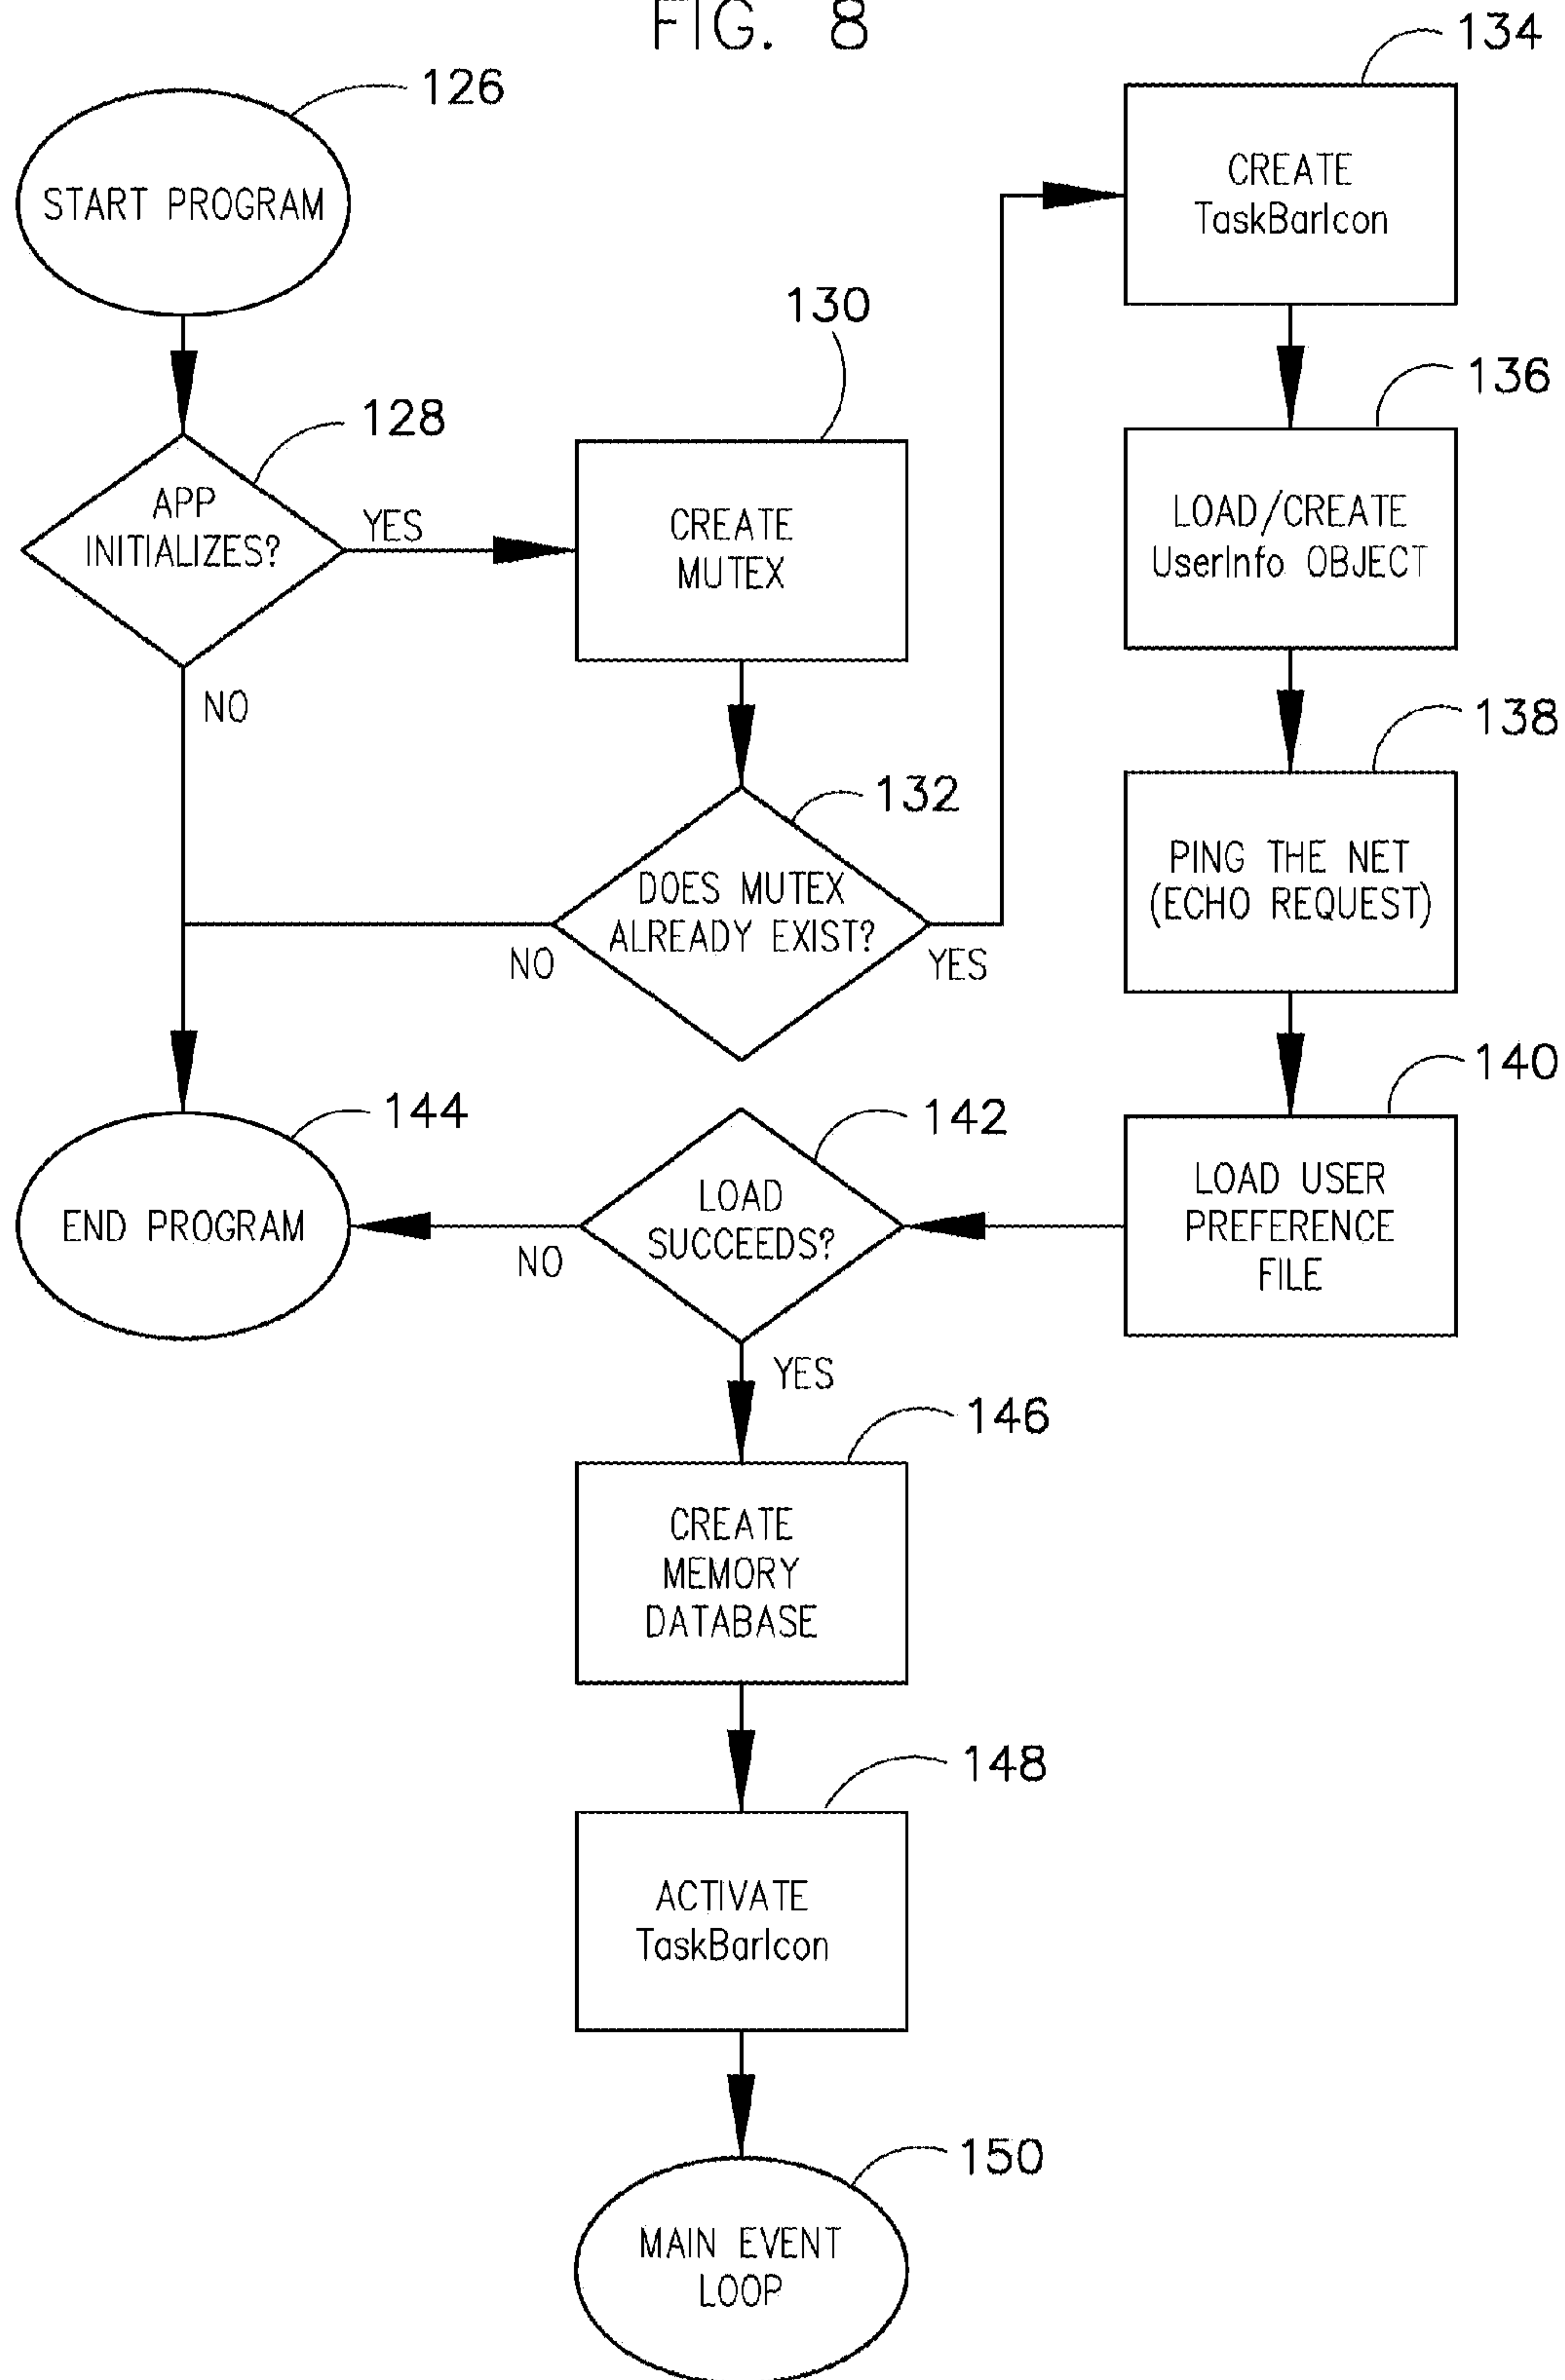 FIG. 8
126
START PROGRAM
128
APP
INITIALIZES?
YES
NO
130
CREATE
MUTEX
132
DOES MUTEX
ALREADY EXIST?
NO
YES
134
CREATE
TaskBarIcon
136
LOAD/CREATE
UserInfo OBJECT
138
PING THE NET
(ECHO REQUEST)
140
LOAD USER
PREFERENCE
FILE
142
LOAD
SUCCEEDS?
NO
YES
144
END PROGRAM
146
CREATE
MEMORY
DATABASE
148
ACTIVATE
TaskBarIcon
150
MAIN EVENT
LOOP